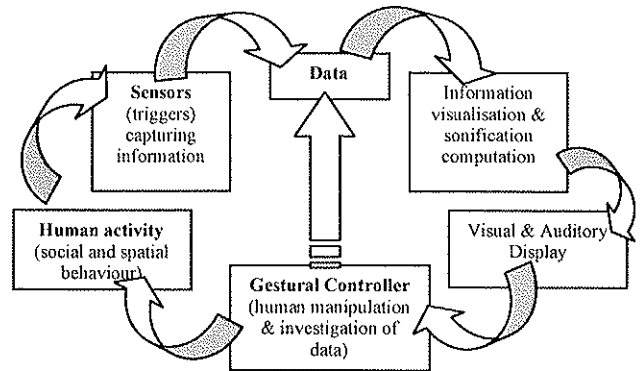 Data
Sensors
(triggers)
capturing
information
Information
visualisation &
sonification
computation
Human activity
(social and spatial
behaviour)
Visual & Auditory
Display
Gestural Controller
(human manipulation
& investigation of
data)